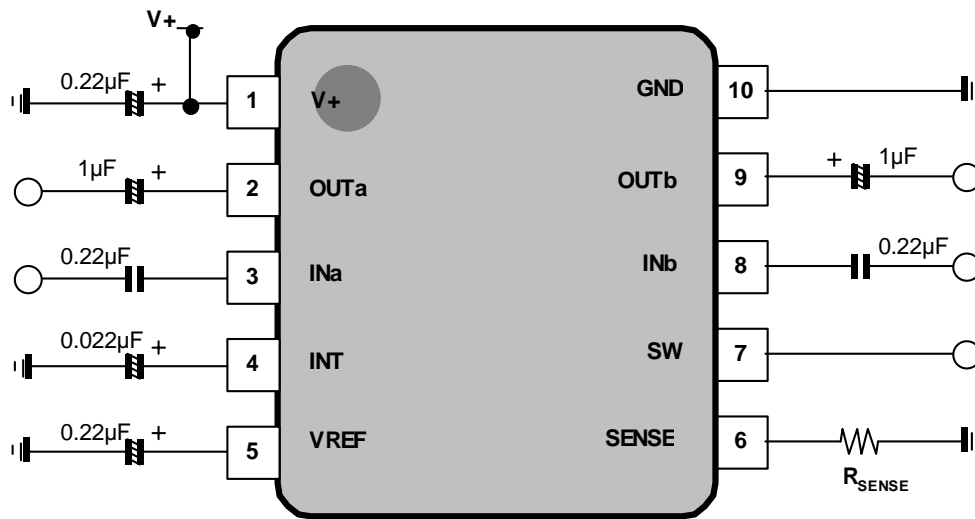 V+
0.22µF +
1 V+
GND 10
1µF +
2 OUTa
OUTb 9
+ 1µF
0.22µF
3 INa
INb 8
0.22µF
0.022µF +
4 INT
SW 7
0.22µF +
5 VREF
SENSE 6
RSENSE